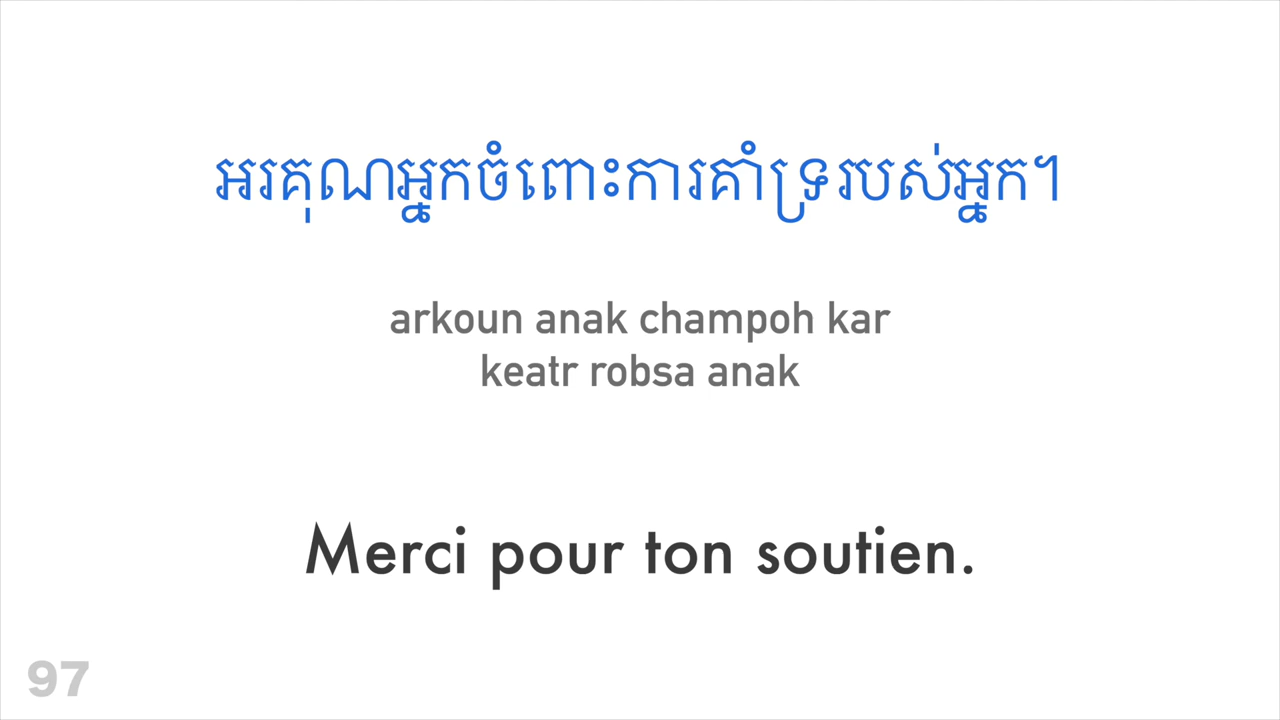 អរគុណអ្នកចំពោះការគាំទ្ររបស់អ្នក។
arkoun anak champoh kar
keatr robsa anak
Merci pour ton soutien.
97